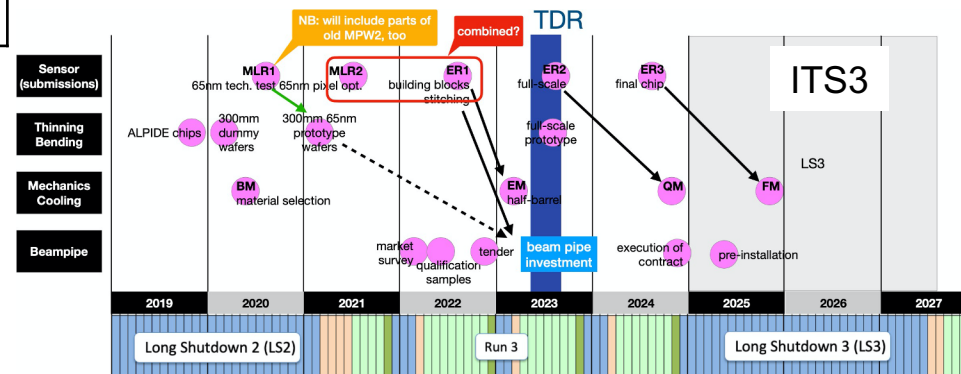 NB: will include parts of
old MPW2, too
combined?
TDR
ITS3
Sensor
(submissions)
MLR1
65nm tech. test
MLR2
65nm pixel opt.
ER1
building blocks
stitching
ER2
full-scale
ER3
final chip
Thinning
Bending
ALPIDE chips
300mm
dummy
wafers
300mm 65nm
prototype
wafers
full-scale
prototype
LS3
Mechanics
Cooling
BM
material selection
EM
half-barrel
QM
FM
Beampipe
market
survey
qualification
samples
tender
beam pipe
investment
execution of
contract
pre-installation
2019
2020
2021
2022
2023
2024
2025
2026
2027
Long Shutdown 2 (LS2)
Run 3
Long Shutdown 3 (LS3)